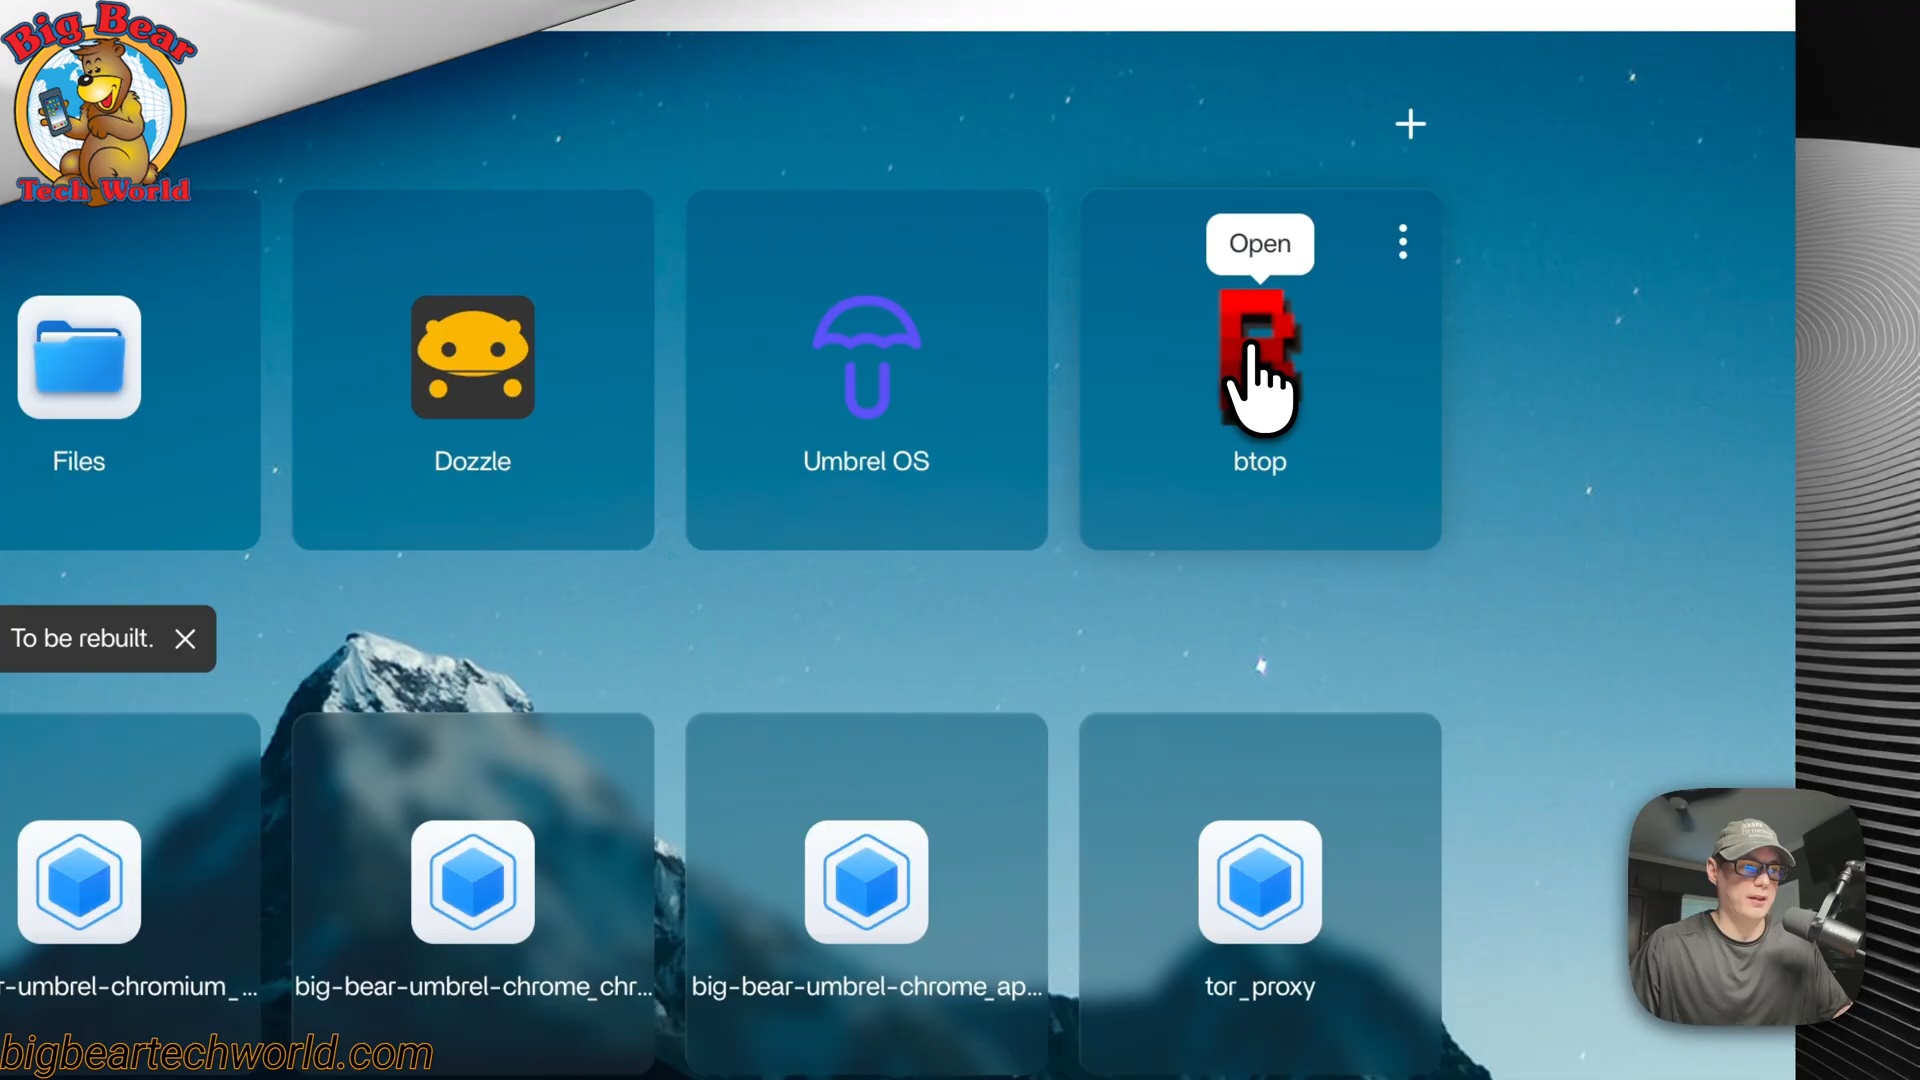 Big Bear
Tech World
Open
Files
Dozzle
Umbrel OS
btop
To be rebuilt.
r-umbrel-chromium_...
big-bear-umbrel-chrome_chr...
big-bear-umbrel-chrome_ap...
tor_proxy
bigbeartechworld.com